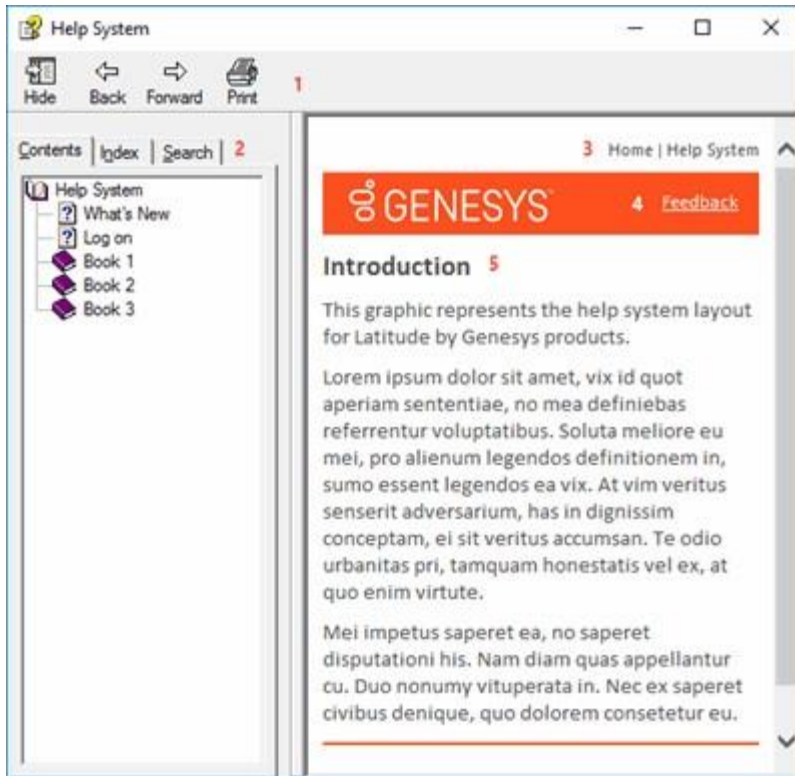 Help System
Hide Back Forward Print 1
Contents Index Search 2
Help System
What's New
Log on
Book 1
Book 2
Book 3
3 Home | Help System
GENESYS™ 4 Feedback
Introduction 5
This graphic represents the help system layout
for Latitude by Genesys products.
Lorem ipsum dolor sit amet, vix id quot
aperiam sententiae, no mea definiebas
referrentur voluptatibus. Soluta meliore eu
mei, pro alienum legendos definitionem in,
sumo essent legendos ea vix. At vim veritus
senserit adversarium, has in dignissim
conceptam, ei sit veritus accumsan. Te odio
urbanitas pri, tamquam honestatis vel ex, at
quo enim virtute.
Mei impetus saperet ea, no saperet
disputationi his. Nam diam quas appellantur
cu. Duo nonumy vituperata in. Nec ex saperet
civibus denique, quo dolorem consetetur eu.